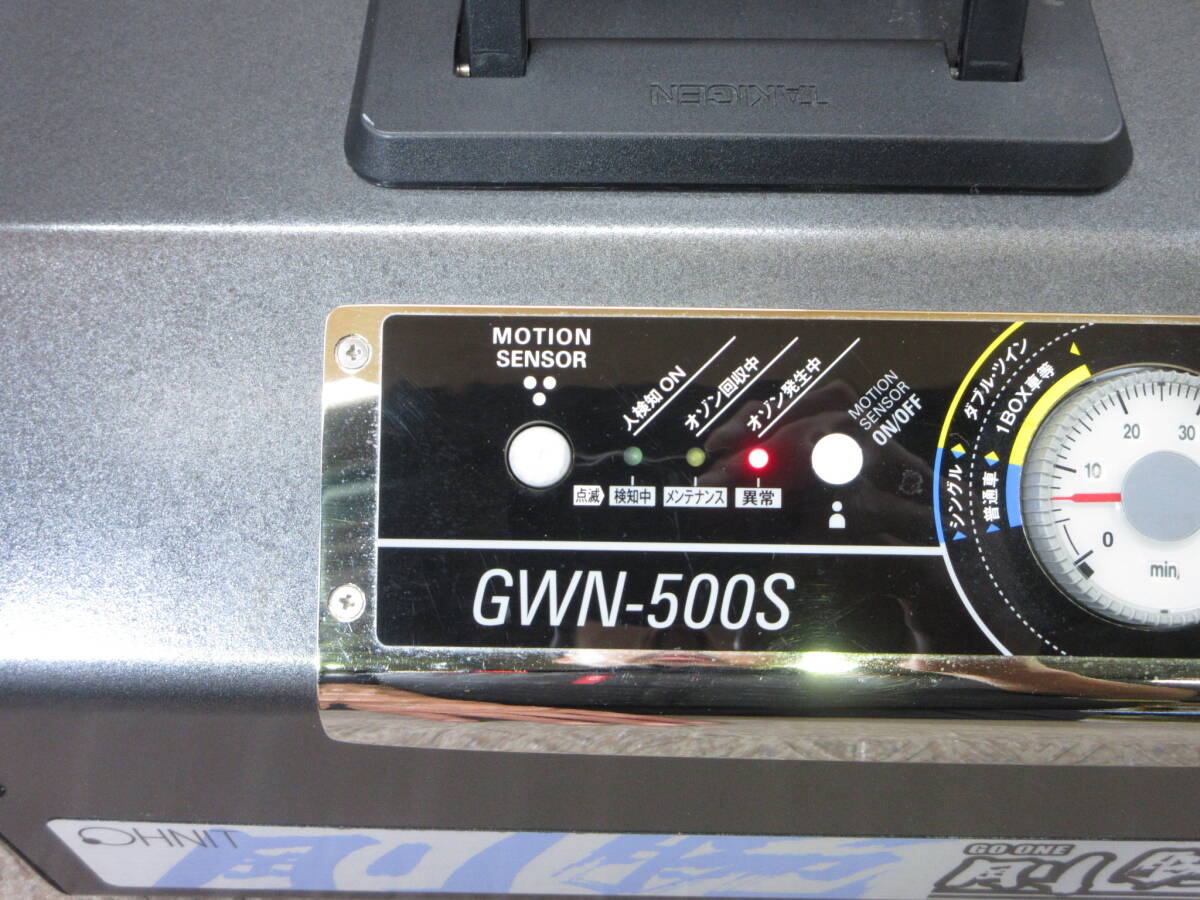 TAKIGEN
MOTION
SENSOR
人検知 ON
オゾン回収中
オゾン発生中
MOTION
SENSOR
ON/OFF
点滅
検知中
メンテナンス
異常
ダブル・ツイン
1BOX車等
シングル
普通車
0
10
20
30
min.
GWN-500S
OHNIT
GO ONE
剛